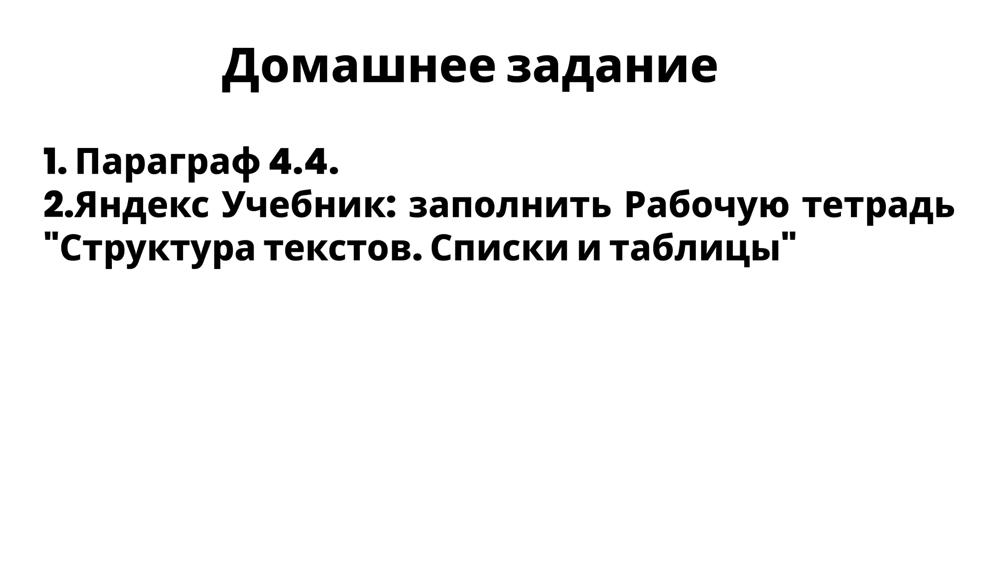 Домашнее задание
1. Параграф 4.4.
2.Яндекс Учебник: заполнить Рабочую тетрадь
"Структура текстов. Списки и таблицы"